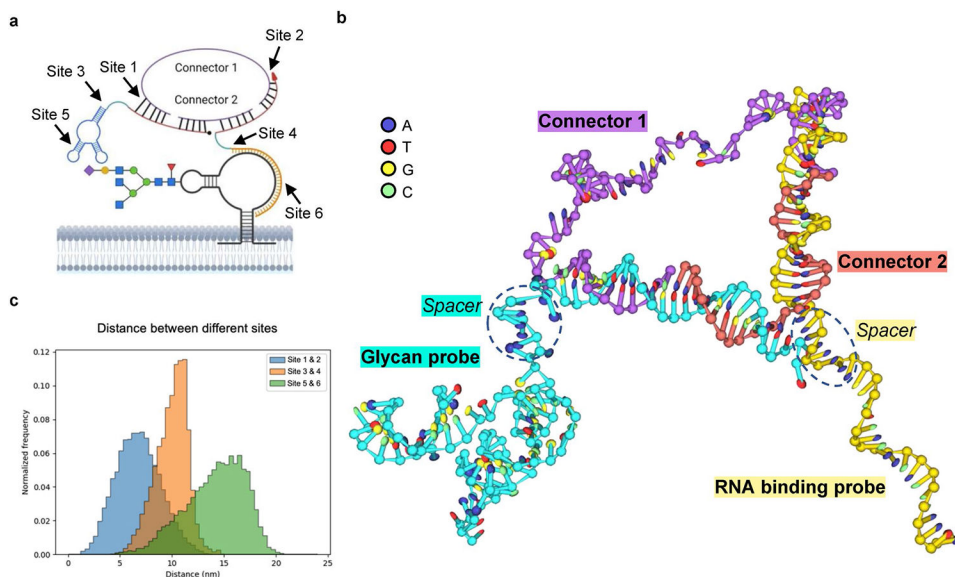 a
Site 2
Site 1
Connector 1
Site 3
Connector 2
Site 5
Site 4
Site 6
b
A
T
G
C
Connector 1
Connector 2
Spacer
Spacer
Glycan probe
RNA binding probe
c
Distance between different sites
Site 1 & 2
Site 3 & 4
Site 5 & 6
Normalized frequency
0.12
0.10
0.08
0.06
0.04
0.02
0.00
0 5 10 15 20 25
Distance (nm)